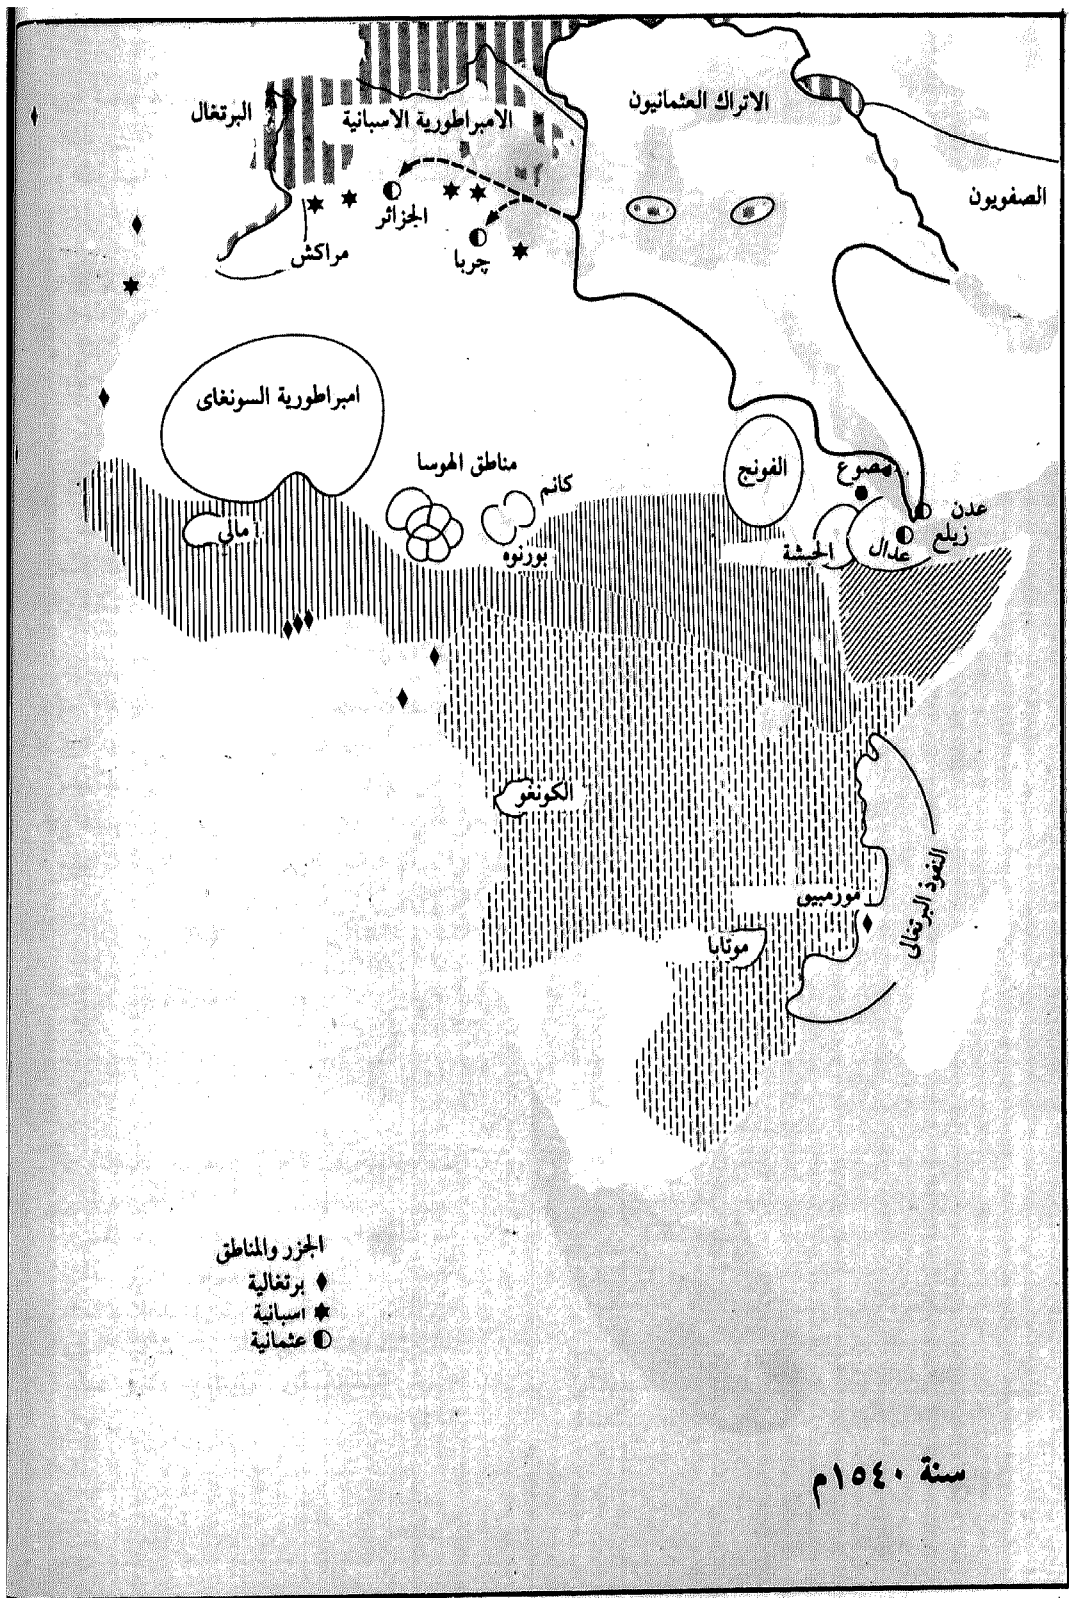 الاتراك العثمانيون
البرتغال
الامبراطورية الاسبانية
الصفويون
الجزائر
مراكش
جربا
امبراطورية السونغاى
مناطق الهوسا
كانم
الفونج
مصوع
عدن
زيلع
مالي
بورنوه
الحبشة
عدال
الكونغو
النفوذ البرتغالى
موزمبيق
موتابا
الجزر والمناطق
برتغالية
اسبانية
عثمانية
سنة ١٥٤٠م